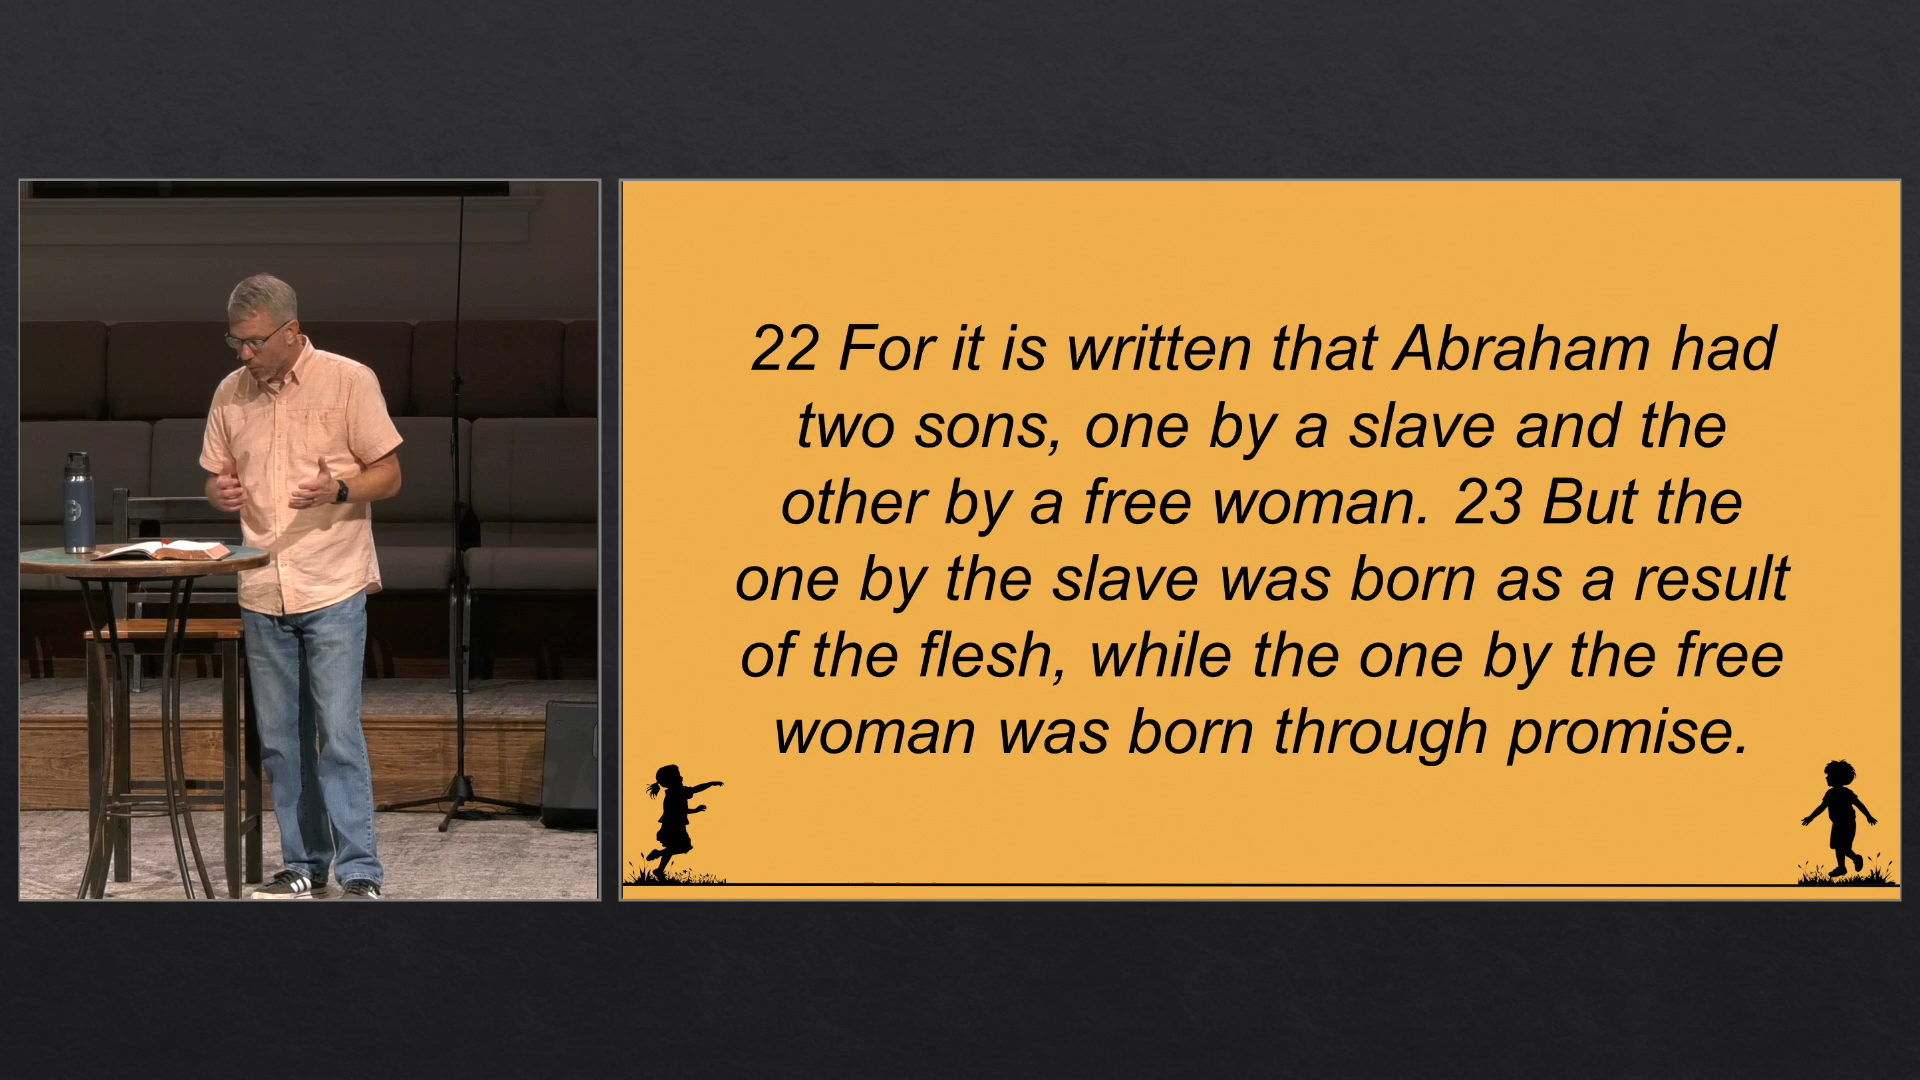 22 For it is written that Abraham had
two sons, one by a slave and the
other by a free woman. 23 But the
one by the slave was born as a result
of the flesh, while the one by the free
woman was born through promise.